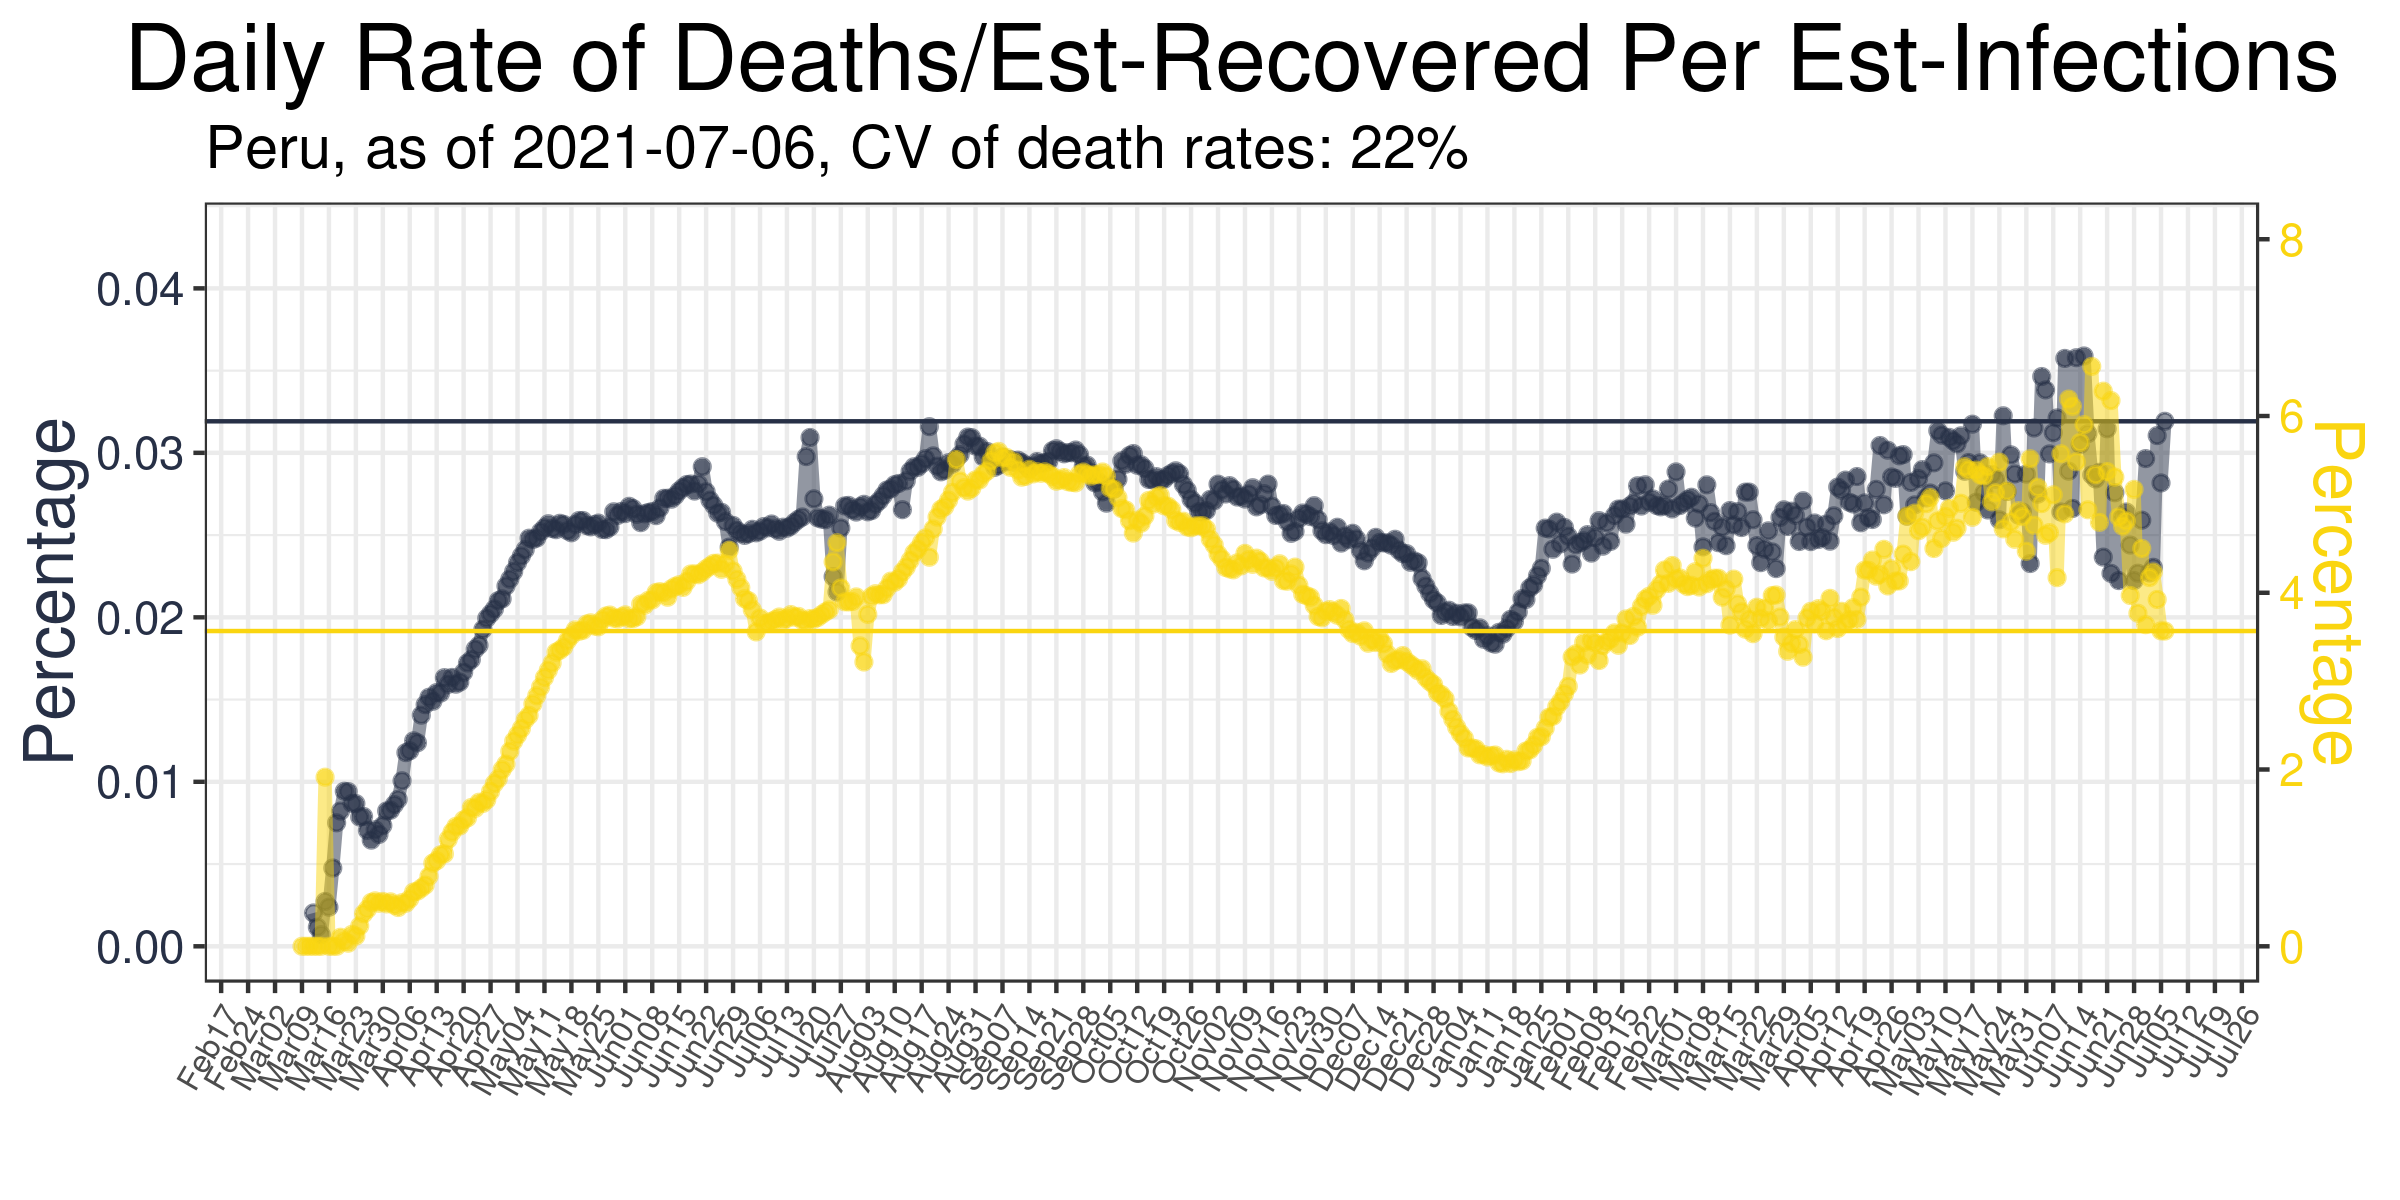 Daily Rate of Deaths/Est-Recovered Per Est-Infections
Peru, as of 2021-07-06, CV of death rates: 22%
Percentage
0.04
0.03
0.02
0.01
0.00
8
6
4
2
0
Percentage
Feb17
Feb24
Mar02
Mar09
Mar16
Mar23
Mar30
Apr06
Apr13
Apr20
Apr27
May04
May11
May18
May25
Jun01
Jun08
Jun15
Jun22
Jun29
Jul06
Jul13
Jul20
Jul27
Aug03
Aug10
Aug17
Aug24
Aug31
Sep07
Sep14
Sep21
Sep28
Oct05
Oct12
Oct19
Oct26
Nov02
Nov09
Nov16
Nov23
Nov30
Dec07
Dec14
Dec21
Dec28
Jan04
Jan11
Jan18
Jan25
Feb01
Feb08
Feb15
Feb22
Mar01
Mar08
Mar15
Mar22
Mar29
Apr05
Apr12
Apr19
Apr26
May03
May10
May17
May24
May31
Jun07
Jun14
Jun21
Jun28
Jul05
Jul12
Jul19
Jul26